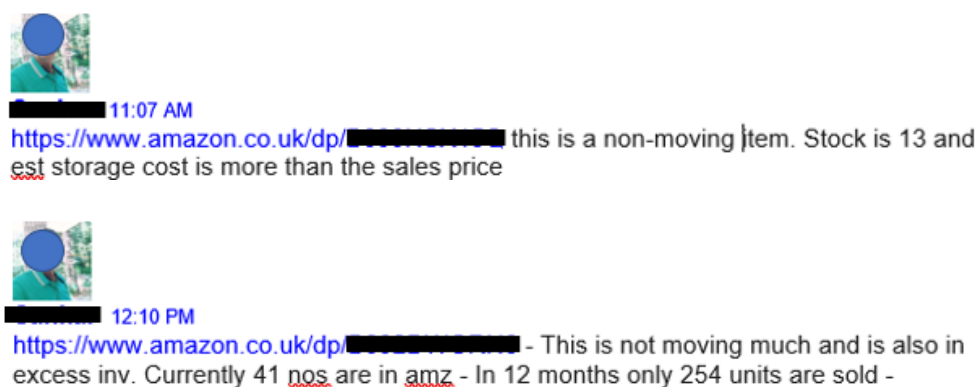 11:07 AM
https://www.amazon.co.uk/dp/ this is a non-moving item. Stock is 13 and
est storage cost is more than the sales price
12:10 PM
https://www.amazon.co.uk/dp/ - This is not moving much and is also in
excess inv. Currently 41 nos are in amz - In 12 months only 254 units are sold -